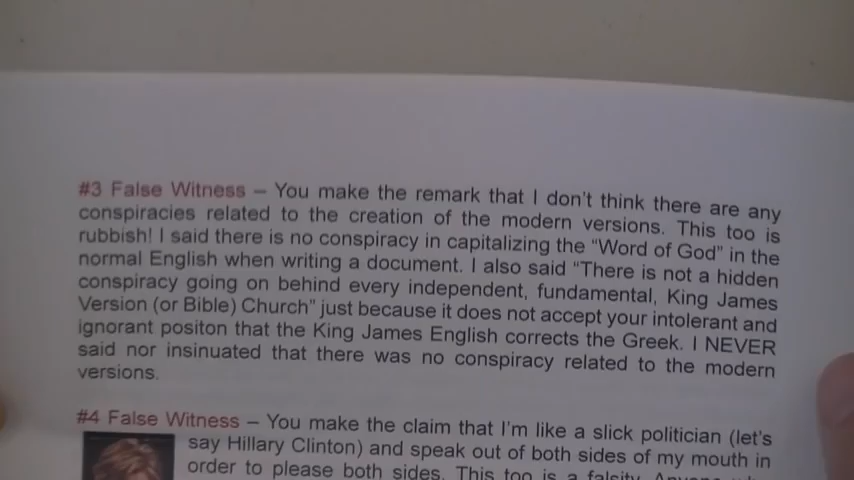 #3 False Witness – You make the remark that I don't think there are any
conspiracies related to the creation of the modern versions. This too is
rubbish! I said there is no conspiracy in capitalizing the “Word of God” in the
normal English when writing a document. I also said “There is not a hidden
conspiracy going on behind every independent, fundamental, King James
Version (or Bible) Church” just because it does not accept your intolerant and
ignorant positon that the King James English corrects the Greek. I NEVER
said nor insinuated that there was no conspiracy related to the modern
versions.
#4 False Witness – You make the claim that I'm like a slick politician (let's
say Hillary Clinton) and speak out of both sides of my mouth in
order to please both sides. This too is a falsity.